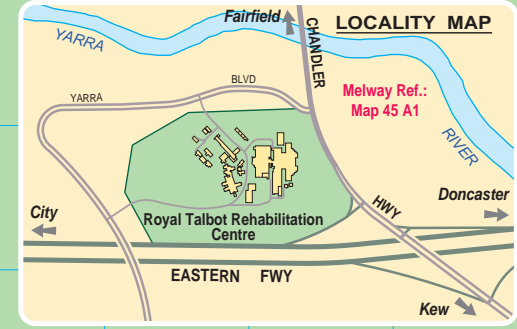 Fairfield
LOCALITY MAP
YARRA
CHANDLER
BLVD
YARRA
Melway Ref.:
Map 45 A1
RIVER
City
HWY
Doncaster
Royal Talbot Rehabilitation
Centre
EASTERN FWY
Kew